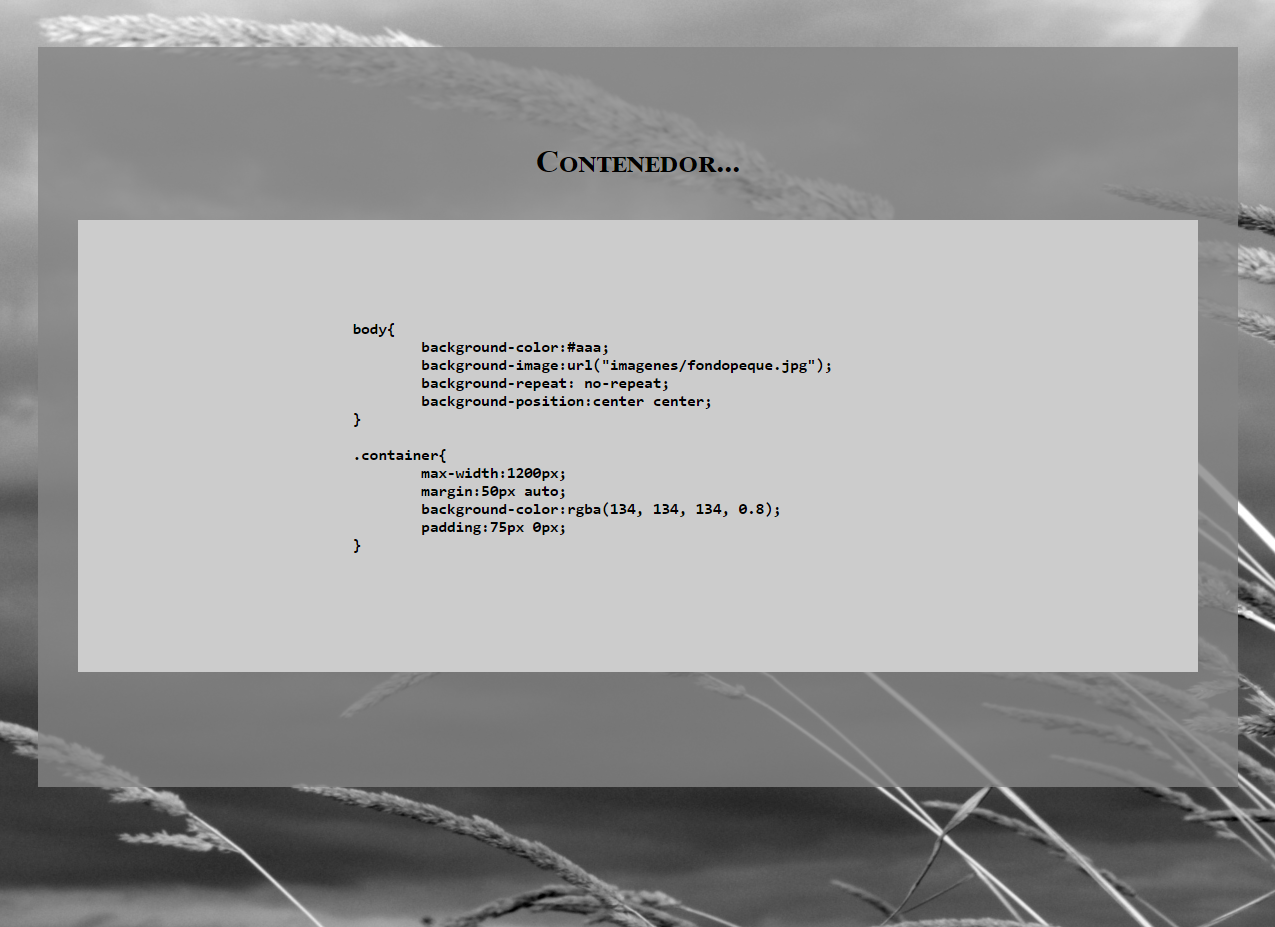 Contenedor...
body{
background-color:#aaa;
background-image:url("imagenes/fondopeque.jpg");
background-repeat: no-repeat;
background-position:center center;
}
.container{
max-width:1200px;
margin:50px auto;
background-color:rgba(134, 134, 134, 0.8);
padding:75px 0px;
}